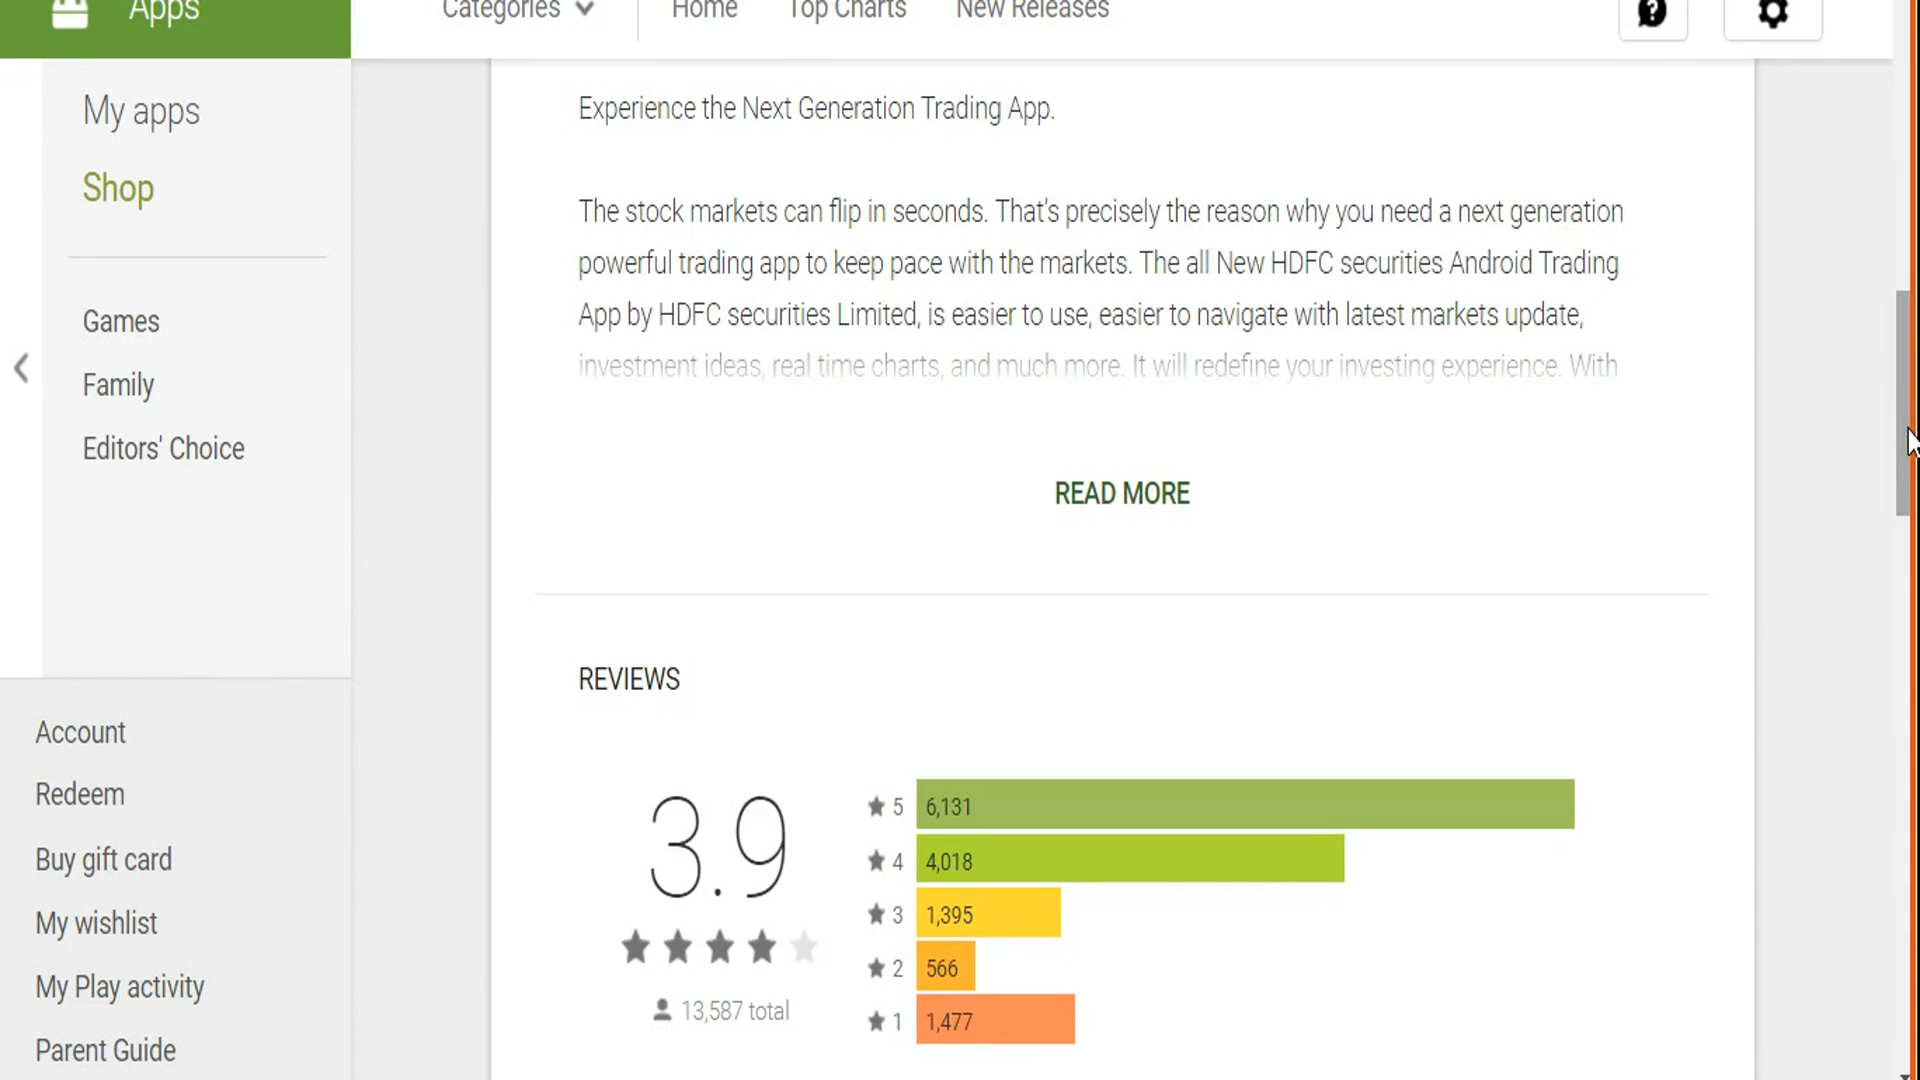 Apps
Categories
Home
Top Charts
New Releases
My apps
Shop
Games
Family
Editors' Choice
Account
Redeem
Buy gift card
My wishlist
My Play activity
Parent Guide
Experience the Next Generation Trading App.
The stock markets can flip in seconds. That's precisely the reason why you need a next generation
powerful trading app to keep pace with the markets. The all New HDFC securities Android Trading
App by HDFC securities Limited, is easier to use, easier to navigate with latest markets update,
investment ideas, real time charts, and much more. It will redefine your investing experience. With
READ MORE
REVIEWS
3.9
13,587 total
5 6,131
4 4,018
3 1,395
2 566
1 1,477